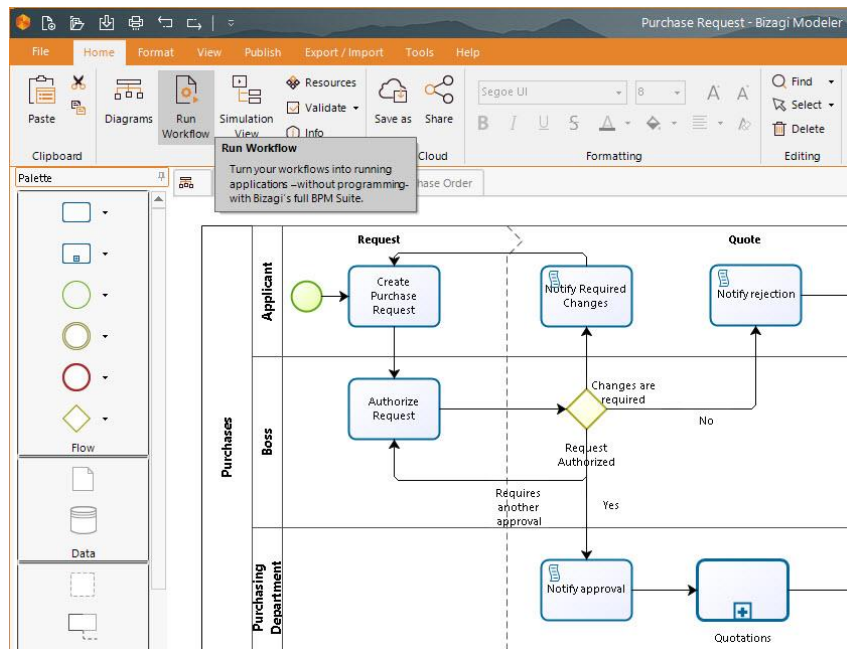 Purchase Request - Bizagi Modeler
File Home Format View Publish Export / Import Tools Help
Paste
Diagrams
Run
Workflow
Simulation
View
Resources
Validate
Info
Save as
Share
Segoe UI
8
A A
B I U S A
Find
Select
Delete
Clipboard
Cloud
Formatting
Editing
Run Workflow
Turn your workflows into running
applications –without programming-
with Bizagi's full BPM Suite.
Palette
hase Order
Flow
Data
Purchases
Applicant
Boss
Purchasing
Department
Request
Quote
Create
Purchase
Request
Notify Required
Changes
Notify rejection
Authorize
Request
Changes are
required
No
Request
Authorized
Requires
another
approval
Yes
Notify approval
Quotations